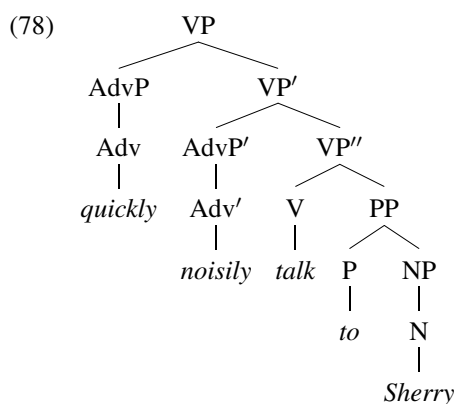 (78) VP
AdvP VP′
Adv AdvP′ VP′′
quickly Adv′ V PP
noisily talk P NP
to N
Sherry